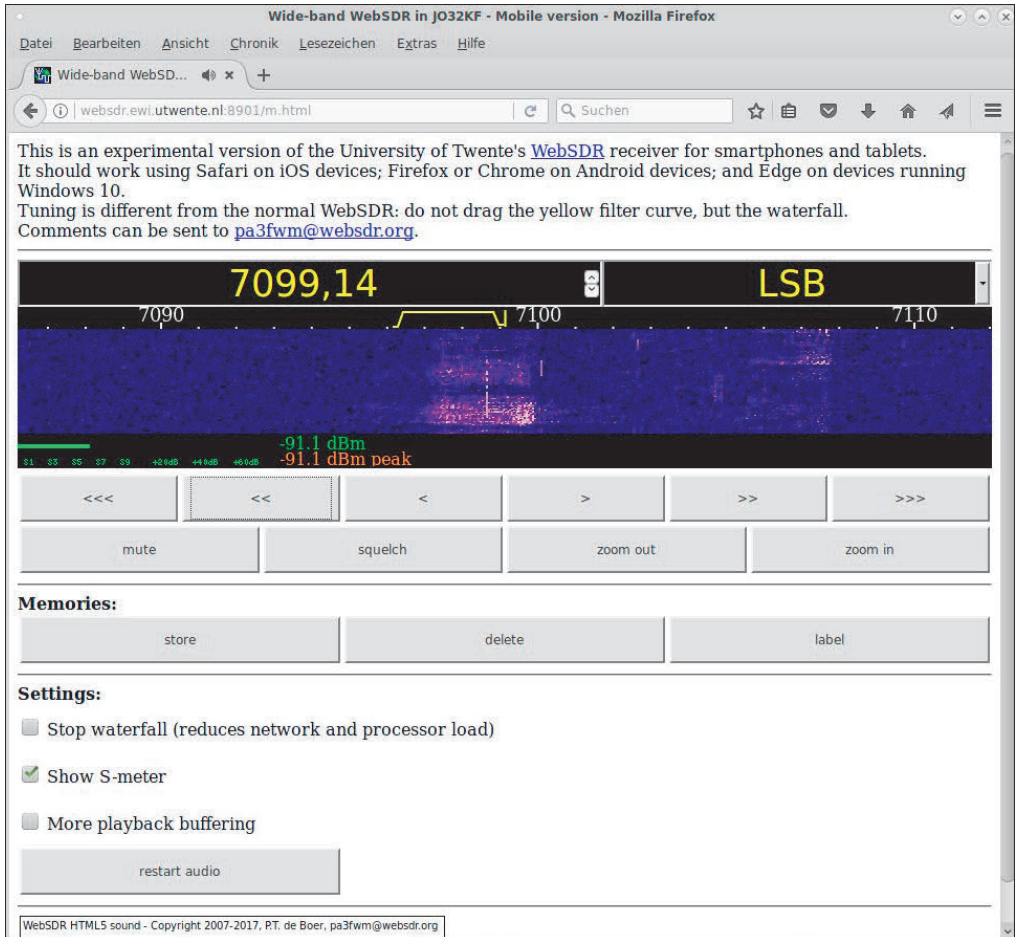 Wide-band WebSDR in JO32KF - Mobile version - Mozilla Firefox
Datei Bearbeiten Ansicht Chronik Lesezeichen Extras Hilfe
Wide-band WebSD...
websdr.ewi.utwente.nl:8901/m.html
Suchen
This is an experimental version of the University of Twente's WebSDR receiver for smartphones and tablets.
It should work using Safari on iOS devices; Firefox or Chrome on Android devices; and Edge on devices running
Windows 10.
Tuning is different from the normal WebSDR: do not drag the yellow filter curve, but the waterfall.
Comments can be sent to pa3fwm@websdr.org.
7099,14 LSB
7090 7100 7110
-91.1 dBm
S1 S3 S5 S7 S9 +20dB +40dB +60dB -91.1 dBm peak
<<< << < > >> >>>
mute squelch zoom out zoom in
Memories:
store delete label
Settings:
Stop waterfall (reduces network and processor load)
Show S-meter
More playback buffering
restart audio
WebSDR HTML5 sound - Copyright 2007-2017, P.T. de Boer, pa3fwm@websdr.org